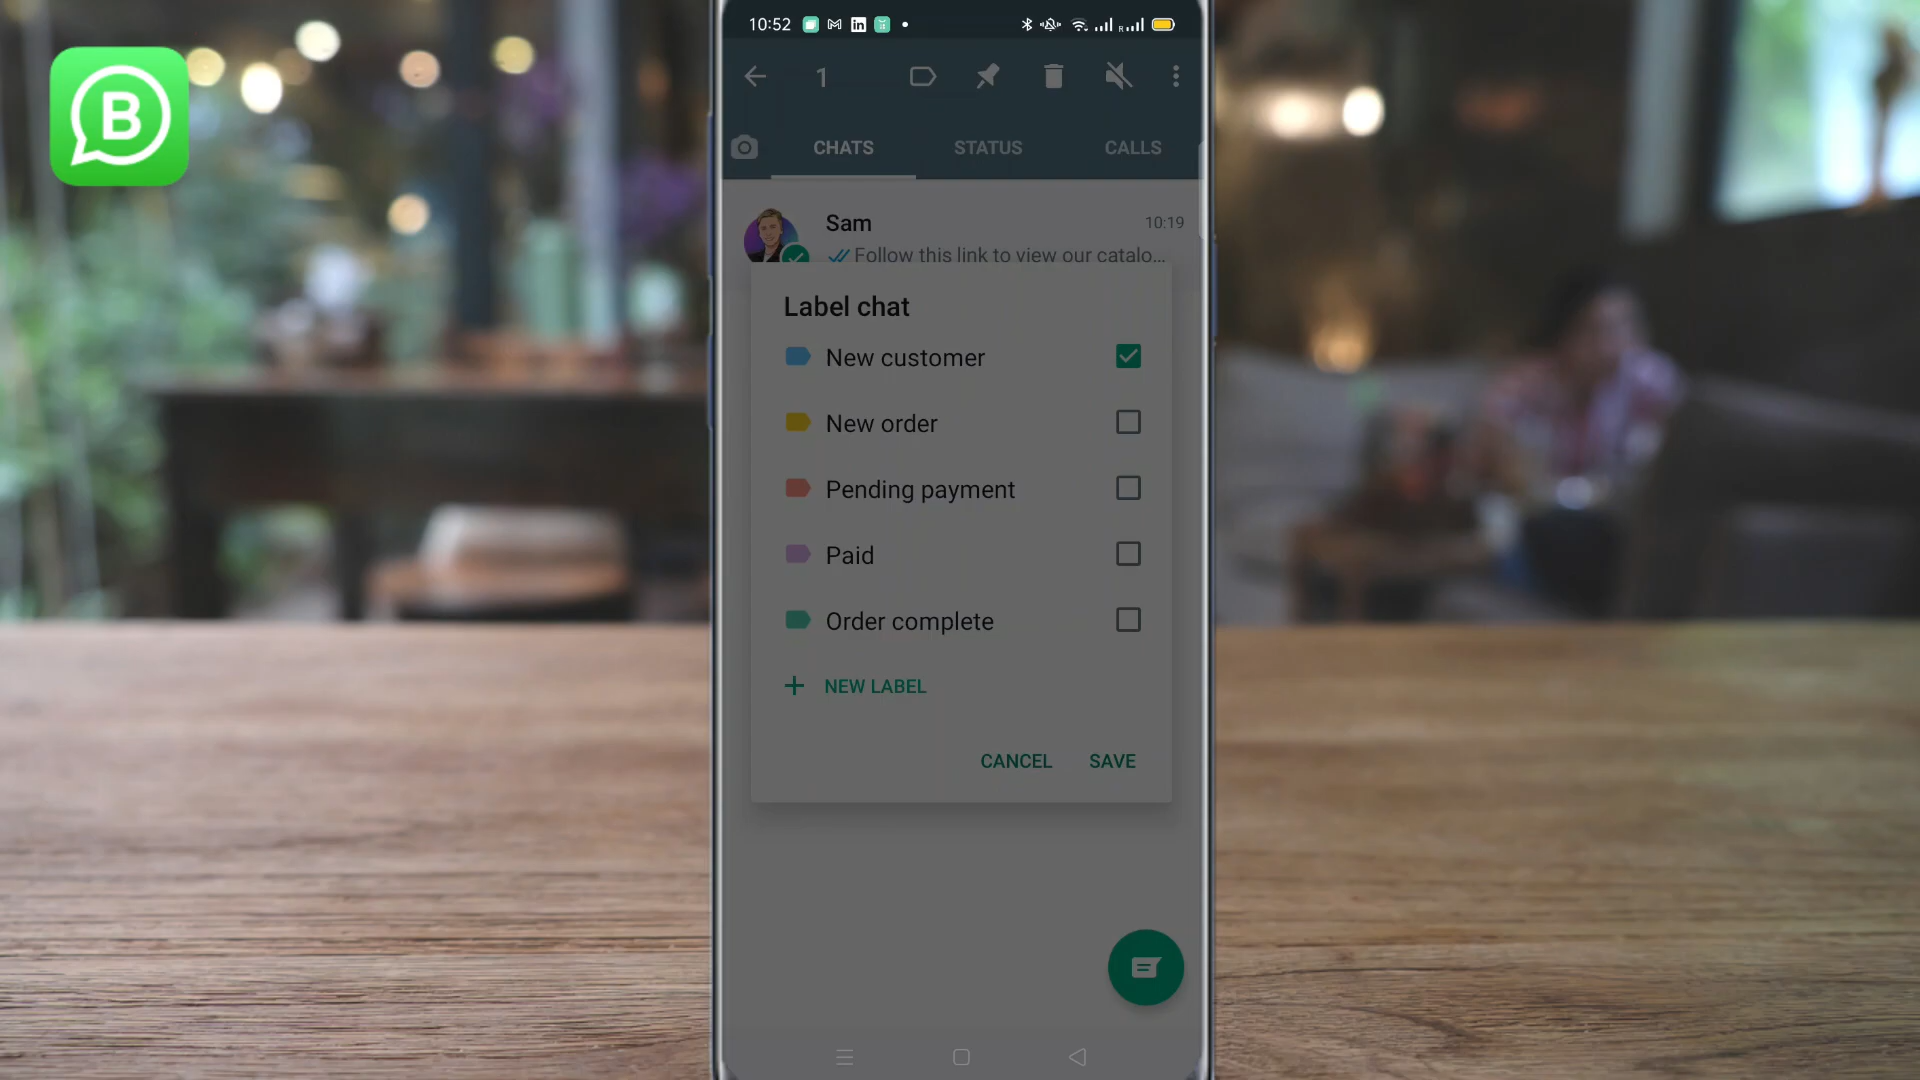 B
10:52
1
CHATS STATUS CALLS
Sam 10:19
Follow this link to view our catalo...
Label chat
New customer
New order
Pending payment
Paid
Order complete
+ NEW LABEL
CANCEL SAVE